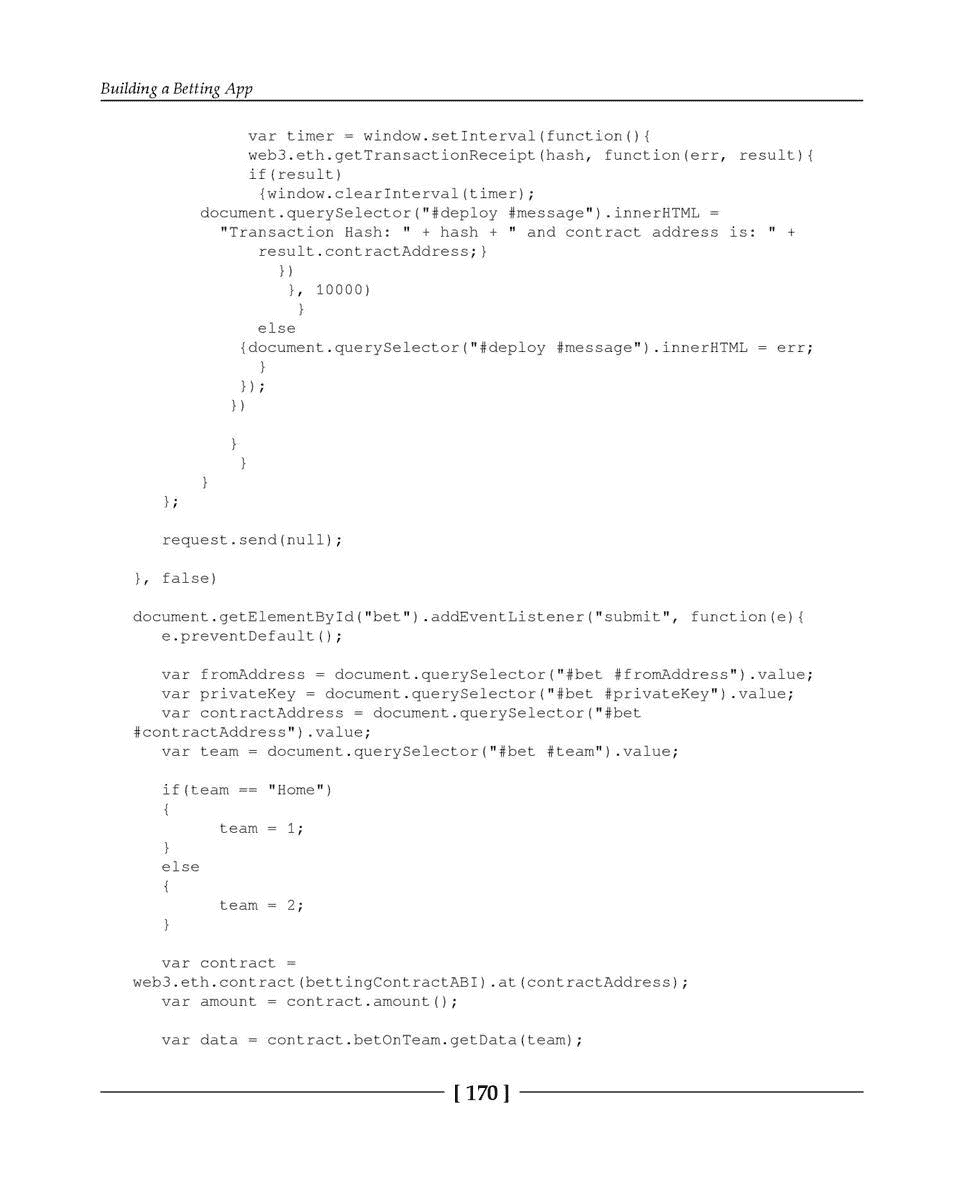 Building a Betting App
var timer = window.setInterval(function(){
web3.eth.getTransactionReceipt(hash, function(err, result){
if(result)
{window.clearInterval(timer);
document.querySelector("#deploy #message").innerHTML =
"Transaction Hash: " + hash + " and contract address is: " +
result.contractAddress;}
})
}, 10000)
}
else
{document.querySelector("#deploy #message").innerHTML = err;
}
});
})
}
}
}
};
request.send(null);
}, false)
document.getElementById("bet").addEventListener("submit", function(e){
e.preventDefault();
var fromAddress = document.querySelector("#bet #fromAddress").value;
var privateKey = document.querySelector("#bet #privateKey").value;
var contractAddress = document.querySelector("#bet
#contractAddress").value;
var team = document.querySelector("#bet #team").value;
if(team == "Home")
{
team = 1;
}
else
{
team = 2;
}
var contract =
web3.eth.contract(bettingContractABI).at(contractAddress);
var amount = contract.amount();
var data = contract.betOnTeam.getData(team);
[ 170 ]